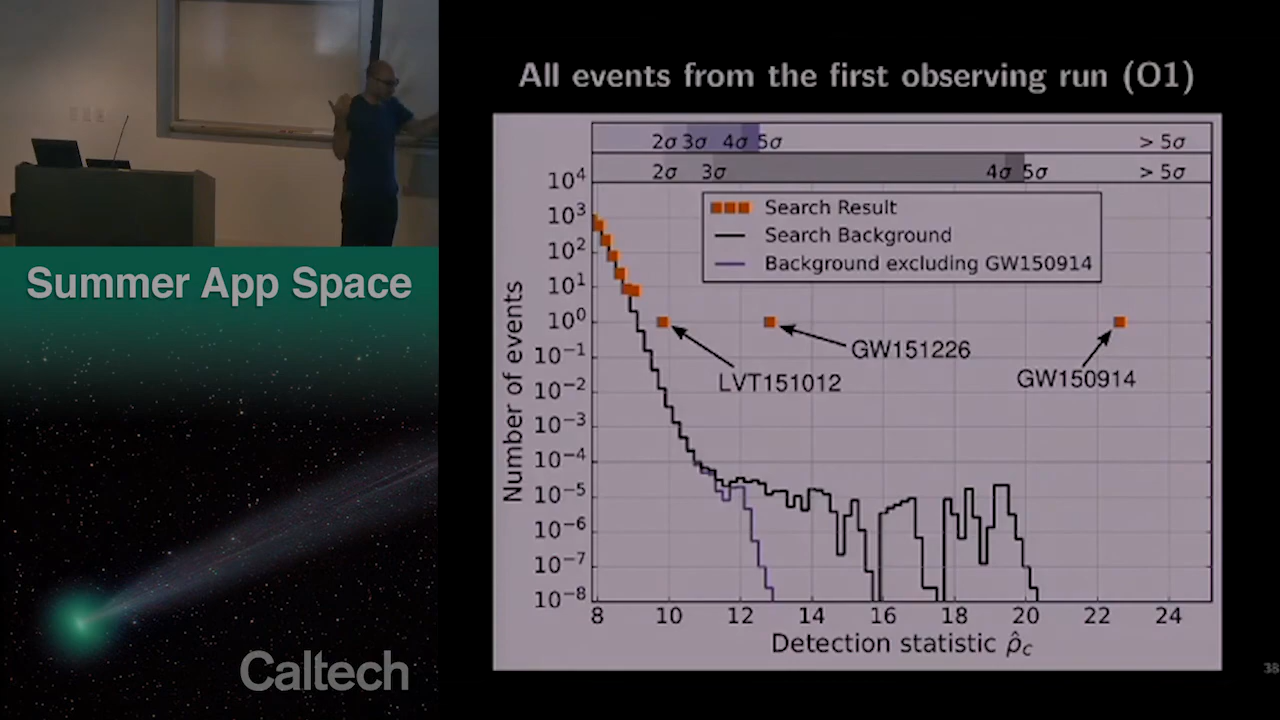 All events from the first observing run (O1)
2σ 3σ 4σ 5σ > 5σ
2σ 3σ 4σ 5σ > 5σ
Search Result
Search Background
Background excluding GW150914
Number of events
10⁴
10³
10²
10¹
10⁰
10⁻¹
10⁻²
10⁻³
10⁻⁴
10⁻⁵
10⁻⁶
10⁻⁷
10⁻⁸
LVT151012
GW151226
GW150914
8 10 12 14 16 18 20 22 24
Detection statistic ρ̂c
38
Summer App Space
Caltech